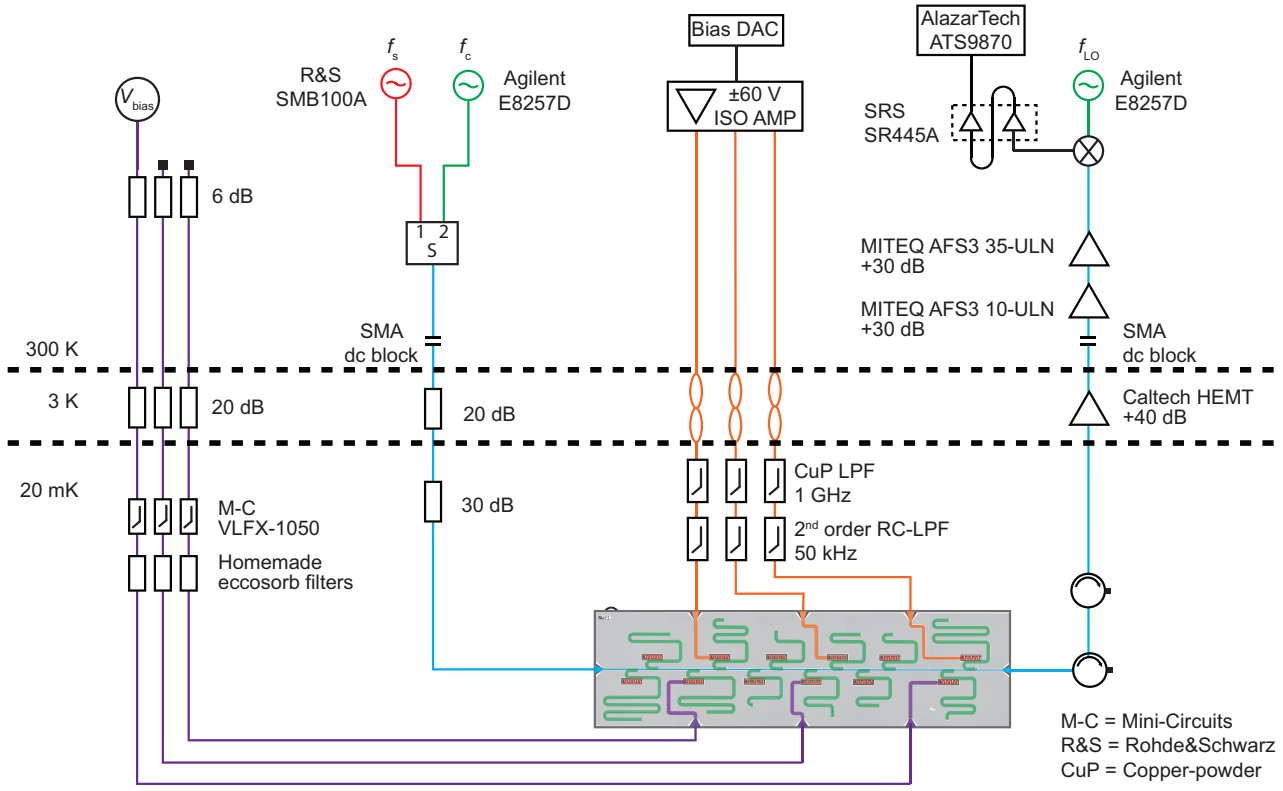 AlazarTech
ATS9870
Bias DAC
fs
fc
fLO
R&S
SMB100A
Agilent
E8257D
±60 V
ISO AMP
SRS
SR445A
Agilent
E8257D
Vbias
6 dB
1 2
S
MITEQ AFS3 35-ULN
+30 dB
MITEQ AFS3 10-ULN
+30 dB
SMA
dc block
SMA
dc block
300 K
3 K
20 dB
20 dB
Caltech HEMT
+40 dB
20 mK
30 dB
CuP LPF
1 GHz
M-C
VLFX-1050
2nd order RC-LPF
50 kHz
Homemade
eccosorb filters
M-C = Mini-Circuits
R&S = Rohde&Schwarz
CuP = Copper-powder